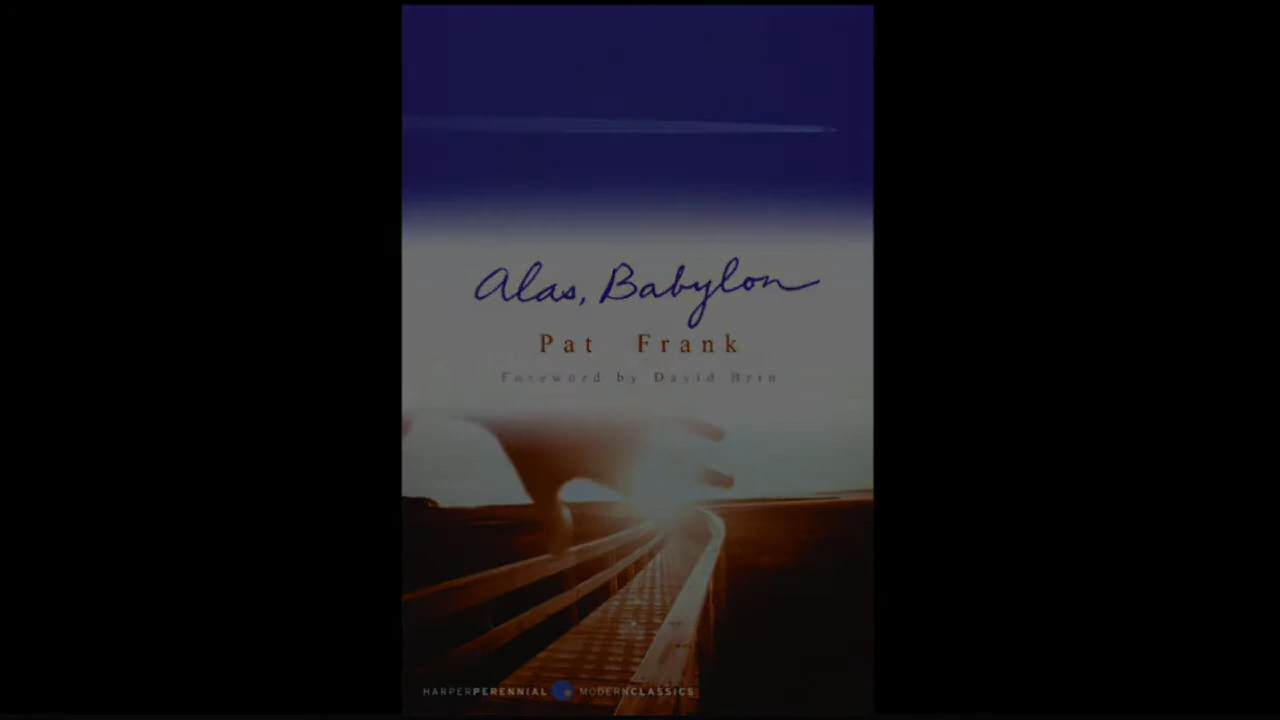 Alas, Babylon
Pat Frank
Foreword by David Brin
HARPERPERENNIAL MODERNCLASSICS